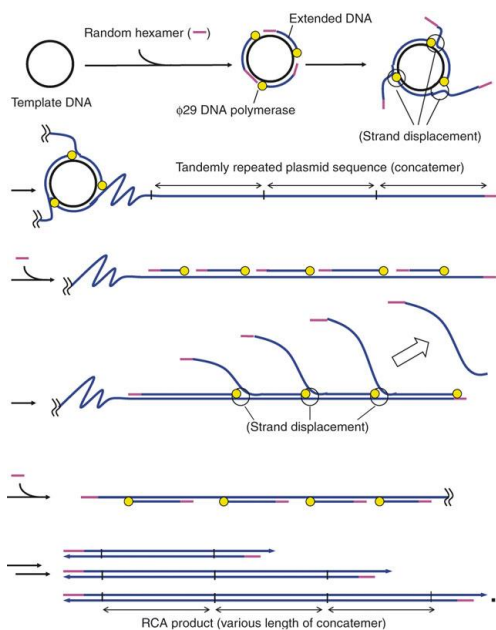 Random hexamer ( )
Extended DNA
Template DNA
ϕ29 DNA polymerase
(Strand displacement)
Tandemly repeated plasmid sequence (concatemer)
(Strand displacement)
RCA product (various length of concatemer)